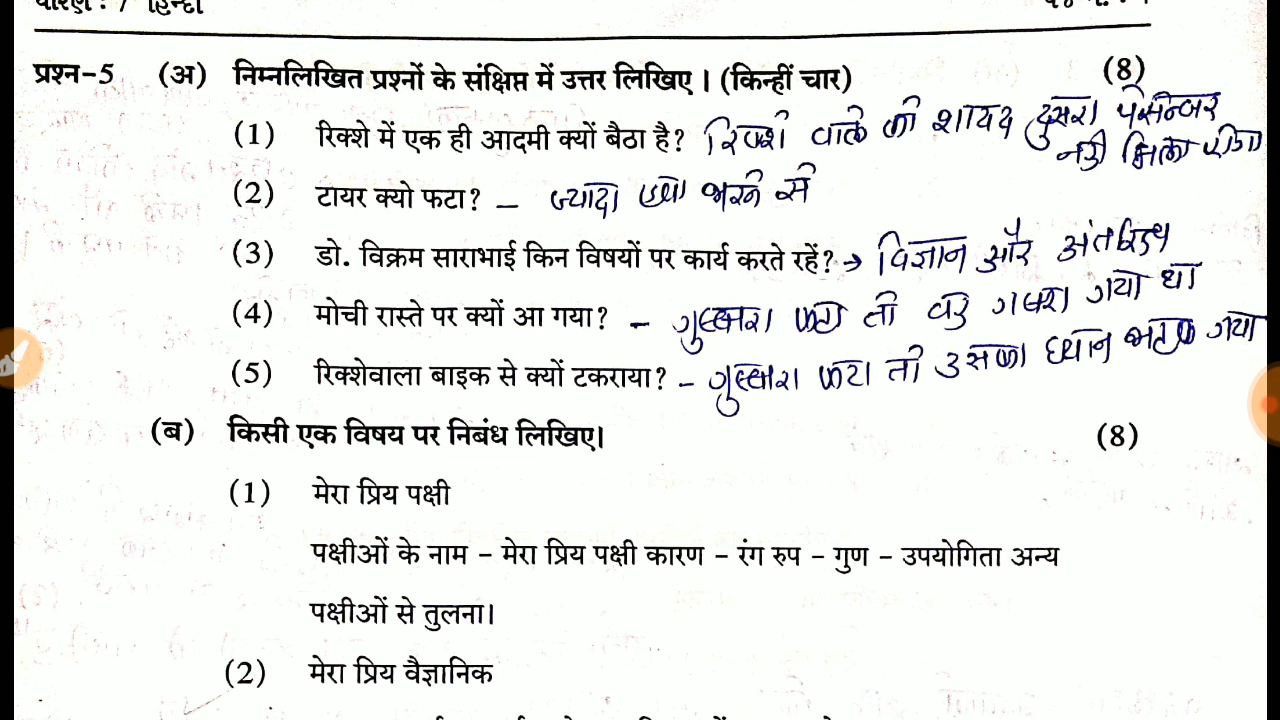 धोरण : 7 हिन्दी
प्रश्न-5 (अ) निम्नलिखित प्रश्नों के संक्षिप्त में उत्तर लिखिए । (किन्हीं चार) (8)
(1) रिक्शे में एक ही आदमी क्यों बैठा है? रिक्शे वाले को शायद दुसरा पेसेन्जर
नही मिला होगा
(2) टायर क्यो फटा? – ज्यादा हवा भरने से
(3) डो. विक्रम साराभाई किन विषयों पर कार्य करते रहें? → विज्ञान और अंतरिक्ष
(4) मोची रास्ते पर क्यों आ गया? – गुब्बारा फटा तो वह गभरा गया था
(5) रिक्शेवाला बाइक से क्यों टकराया? – गुब्बारा फटा तो उसका ध्यान भटक गया
(ब) किसी एक विषय पर निबंध लिखिए। (8)
(1) मेरा प्रिय पक्षी
पक्षीओं के नाम – मेरा प्रिय पक्षी कारण – रंग रुप – गुण – उपयोगिता अन्य
पक्षीओं से तुलना।
(2) मेरा प्रिय वैज्ञानिक